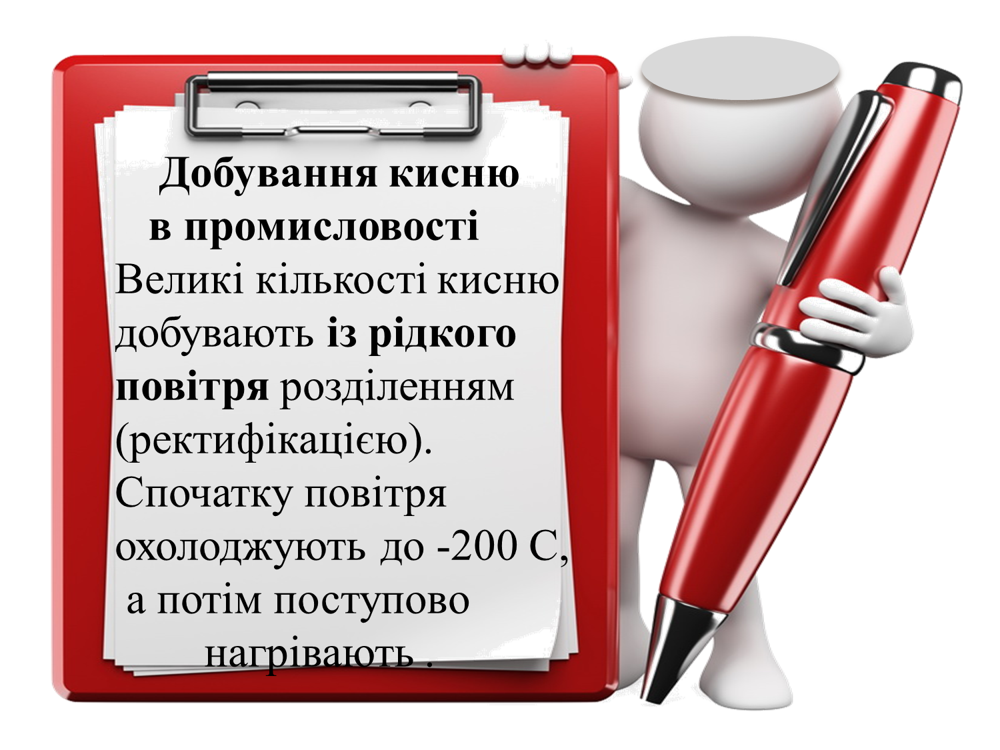 Добування кисню
в промисловості
Великі кількості кисню
добувають із рідкого
повітря розділенням
(ректифікацією).
Спочатку повітря
охолоджують до -200 С,
а потім поступово
нагрівають .